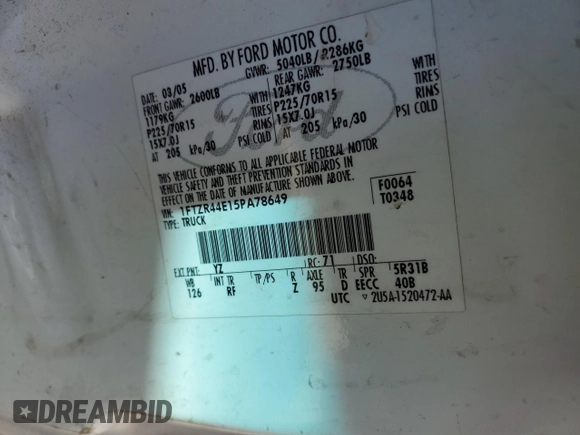 MFD. BY FORD MOTOR CO.
DATE: 03/05 GVWR: 5040LB/ 2286KG
FRONT GAWR: 2600LB REAR GAWR: 2750LB WITH
1179KG 1247KG TIRES
P225/70R15 TIRES P225/70R15 RIMS
15X7.0J RIMS 15X7.0J
AT 205 kPa/30 PSI COLD AT 205 kPa/30 PSI COLD
Ford
THIS VEHICLE CONFORMS TO ALL APPLICABLE FEDERAL MOTOR
VEHICLE SAFETY AND THEFT PREVENTION STANDARDS IN EFFECT
ON THE DATE OF MANUFACTURE SHOWN ABOVE.
VIN: 1FTZR44E15PA78649
TYPE: TRUCK
F0064
T0348
EXT PNT: YZ RC: 71 DSO:
WB INT TR TP/PS R AXLE TR SPR 5R31B
126 RF Z 95 D EECC 40B
UTC 2U5A-1520472-AA
DREAMBID